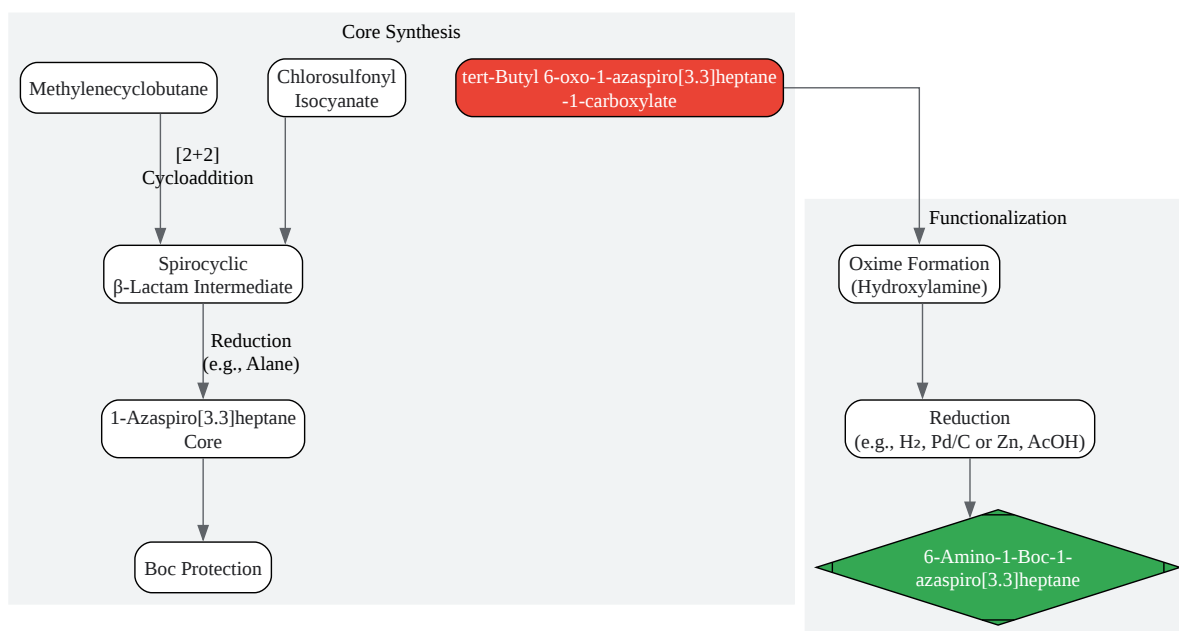 Core Synthesis
Methylenecyclobutane
Chlorosulfonyl
Isocyanate
tert-Butyl 6-oxo-1-azaspiro[3.3]heptane
-1-carboxylate
[2+2]
Cycloaddition
Functionalization
Spirocyclic
β-Lactam Intermediate
Oxime Formation
(Hydroxylamine)
Reduction
(e.g., Alane)
1-Azaspiro[3.3]heptane
Core
Reduction
(e.g., H₂, Pd/C or Zn, AcOH)
Boc Protection
6-Amino-1-Boc-1-
azaspiro[3.3]heptane